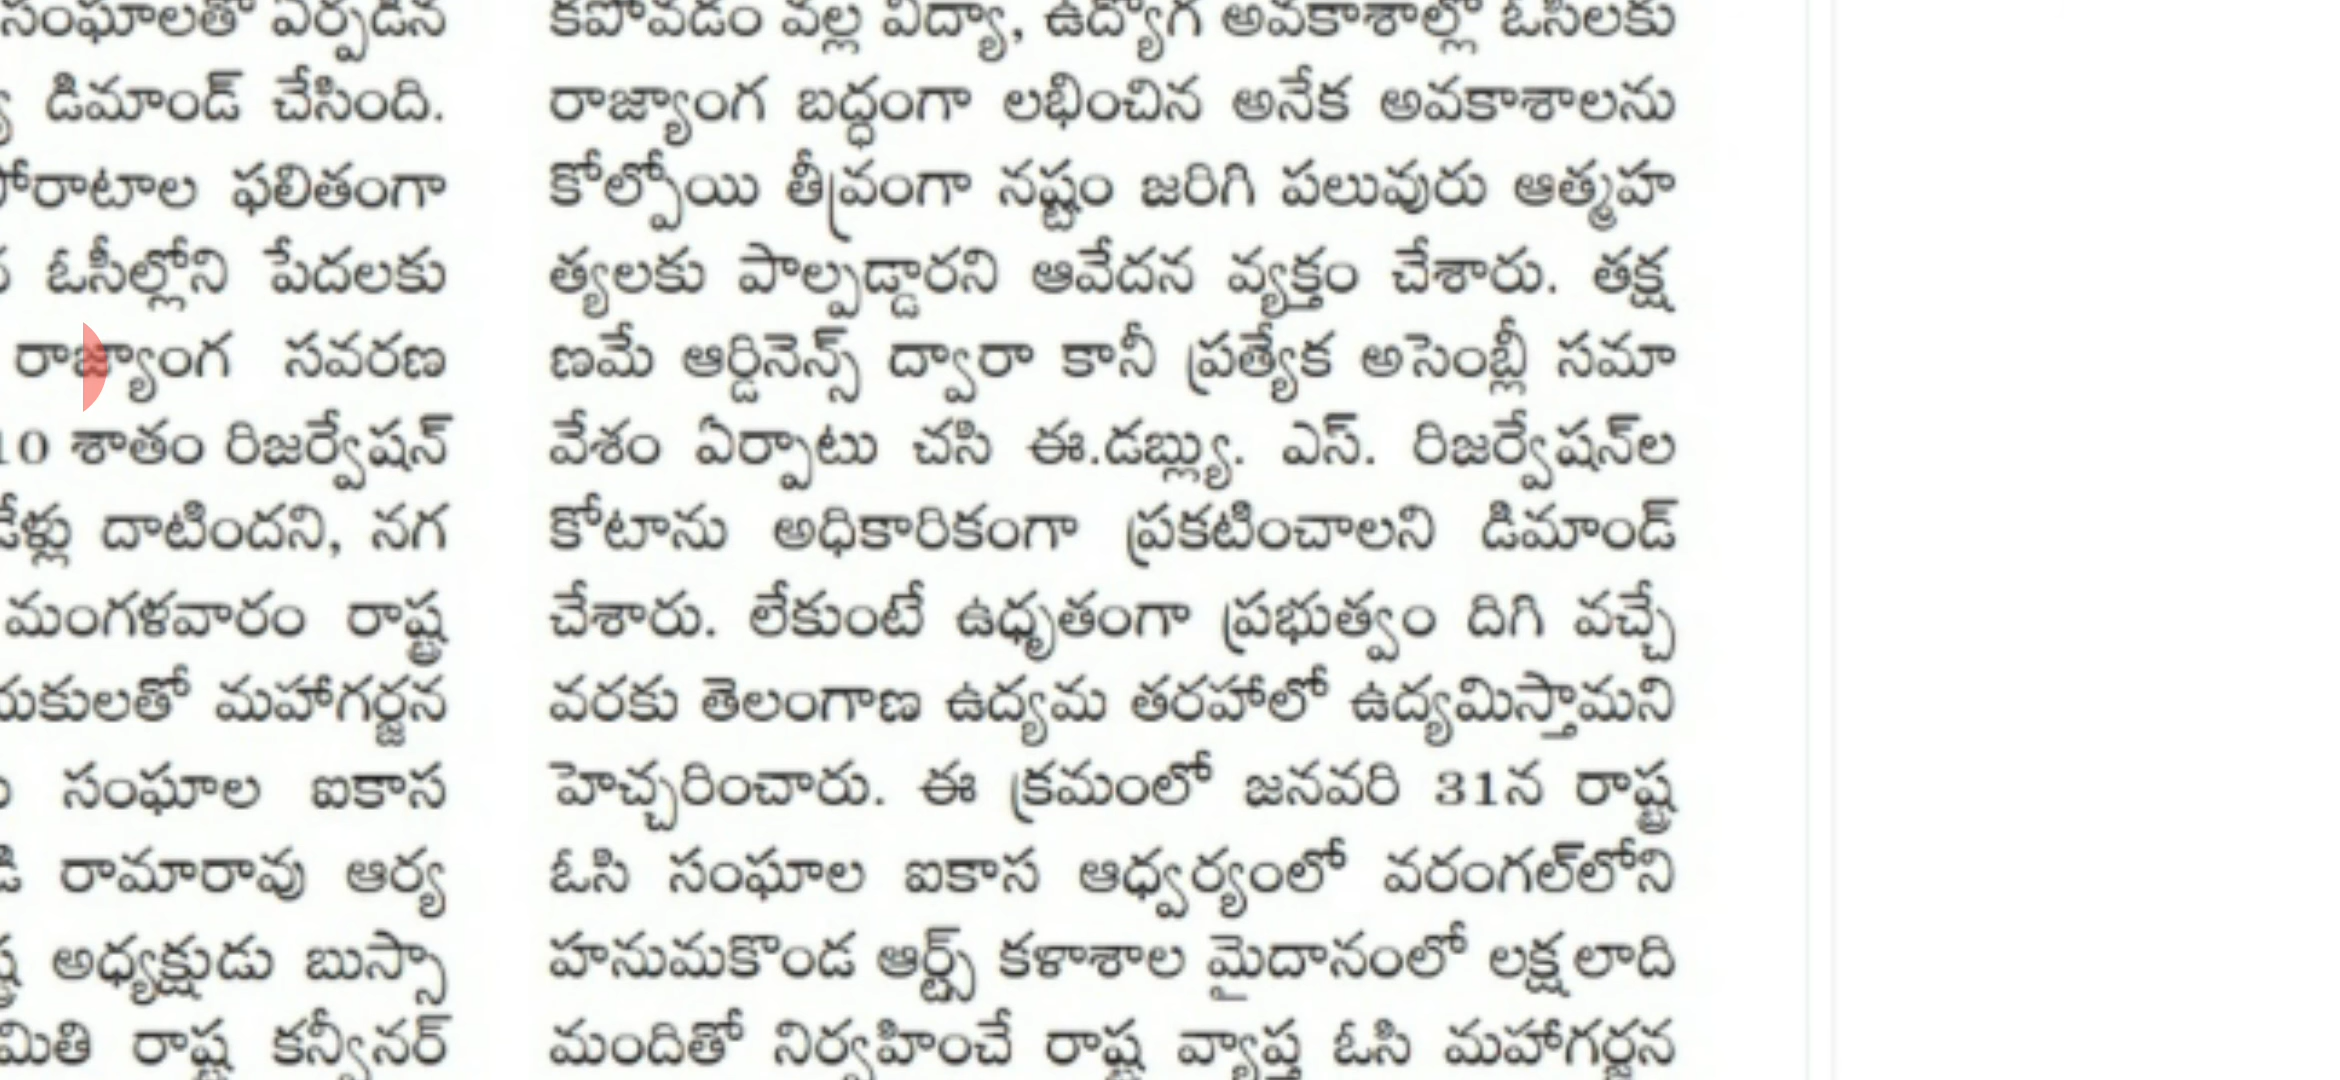 సంఘాలతో ఏర్పడిన
డిమాండ్ చేసింది.
పోరాటాల ఫలితంగా
ఓసీల్లోని పేదలకు
రాజ్యాంగ సవరణ
10 శాతం రిజర్వేషన్
దాటిందని, నగ
మంగళవారం రాష్ట్ర
మహాగర్జన
సంఘాల ఐకాస
రామారావు ఆర్య
అధ్యక్షుడు బుస్సా
రాష్ట్ర కన్వీనర్
కపోవడం వల్ల విద్యా, ఉద్యోగ అవకాశాల్లో ఓసీలకు
రాజ్యాంగ బద్ధంగా లభించిన అనేక అవకాశాలను
కోల్పోయి తీవ్రంగా నష్టం జరిగి పలువురు ఆత్మహ
త్యలకు పాల్పడ్డారని ఆవేదన వ్యక్తం చేశారు. తక్ష
ణమే ఆర్డినెన్స్ ద్వారా కానీ ప్రత్యేక అసెంబ్లీ సమా
వేశం ఏర్పాటు చసి ఈ.డబ్ల్యు. ఎస్. రిజర్వేషన్‌ల
కోటాను అధికారికంగా ప్రకటించాలని డిమాండ్
చేశారు. లేకుంటే ఉధృతంగా ప్రభుత్వం దిగి వచ్చే
వరకు తెలంగాణ ఉద్యమ తరహాలో ఉద్యమిస్తామని
హెచ్చరించారు. ఈ క్రమంలో జనవరి 31న రాష్ట్ర
ఓసి సంఘాల ఐకాస ఆధ్వర్యంలో వరంగల్‌లోని
హనుమకొండ ఆర్ట్స్ కళాశాల మైదానంలో లక్షలాది
మందితో నిర్వహించే రాష్ట్ర వ్యాప్త ఓసి మహాగర్జన